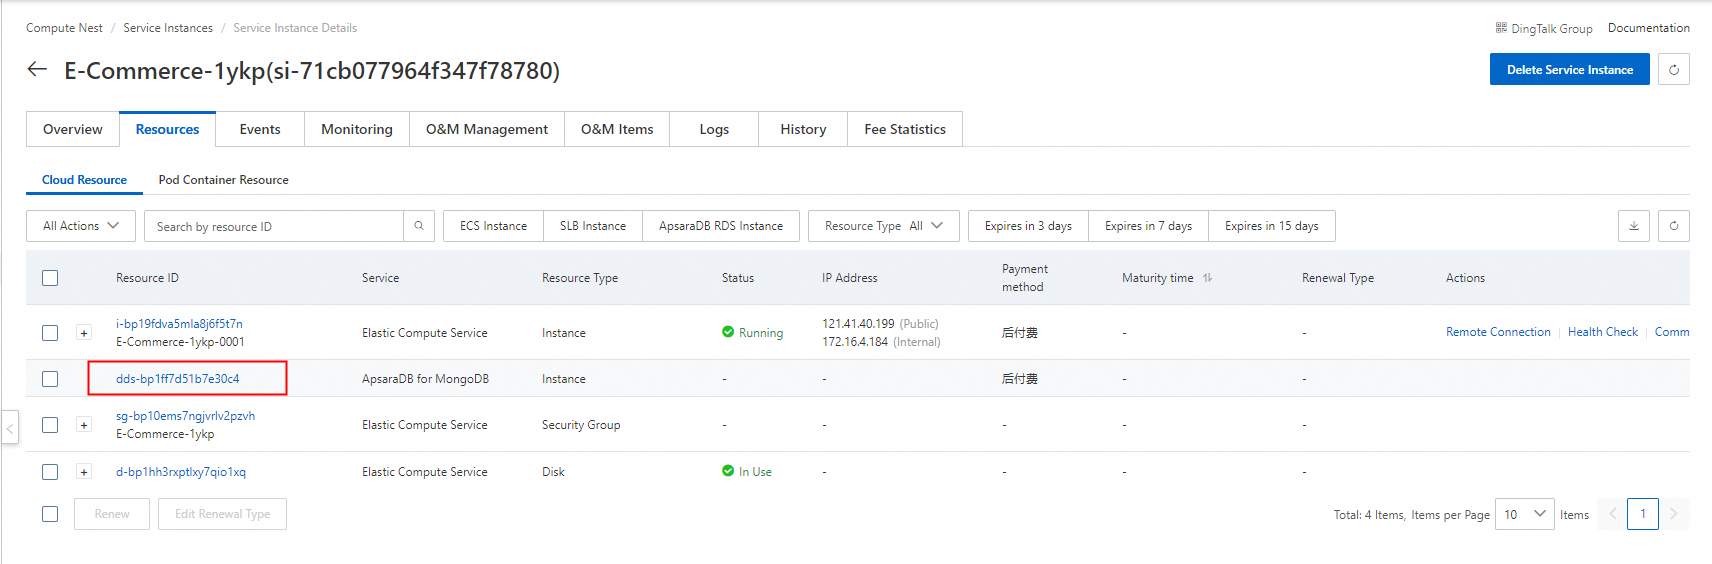 Compute Nest / Service Instances / Service Instance Details
DingTalk Group Documentation
E-Commerce-1ykp(si-71cb077964f347f78780)
Delete Service Instance
Overview Resources Events Monitoring O&M Management O&M Items Logs History Fee Statistics
Cloud Resource Pod Container Resource
All Actions Search by resource ID ECS Instance SLB Instance ApsaraDB RDS Instance Resource Type All Expires in 3 days Expires in 7 days Expires in 15 days
Resource ID Service Resource Type Status IP Address Payment method Maturity time Renewal Type Actions
i-bp19fdva5mla8j6f5t7n
E-Commerce-1ykp-0001
Elastic Compute Service Instance Running
121.41.40.199 (Public)
172.16.4.184 (Internal)
后付费 - - Remote Connection Health Check Comm
dds-bp1ff7d51b7e30c4 ApsaraDB for MongoDB Instance - - 后付费 - -
sg-bp10ems7ngjvrlv2pzvh
E-Commerce-1ykp
Elastic Compute Service Security Group - - - - -
d-bp1hh3rxptlxy7qio1xq Elastic Compute Service Disk In Use - - - -
Renew Edit Renewal Type Total: 4 Items, Items per Page 10 Items 1